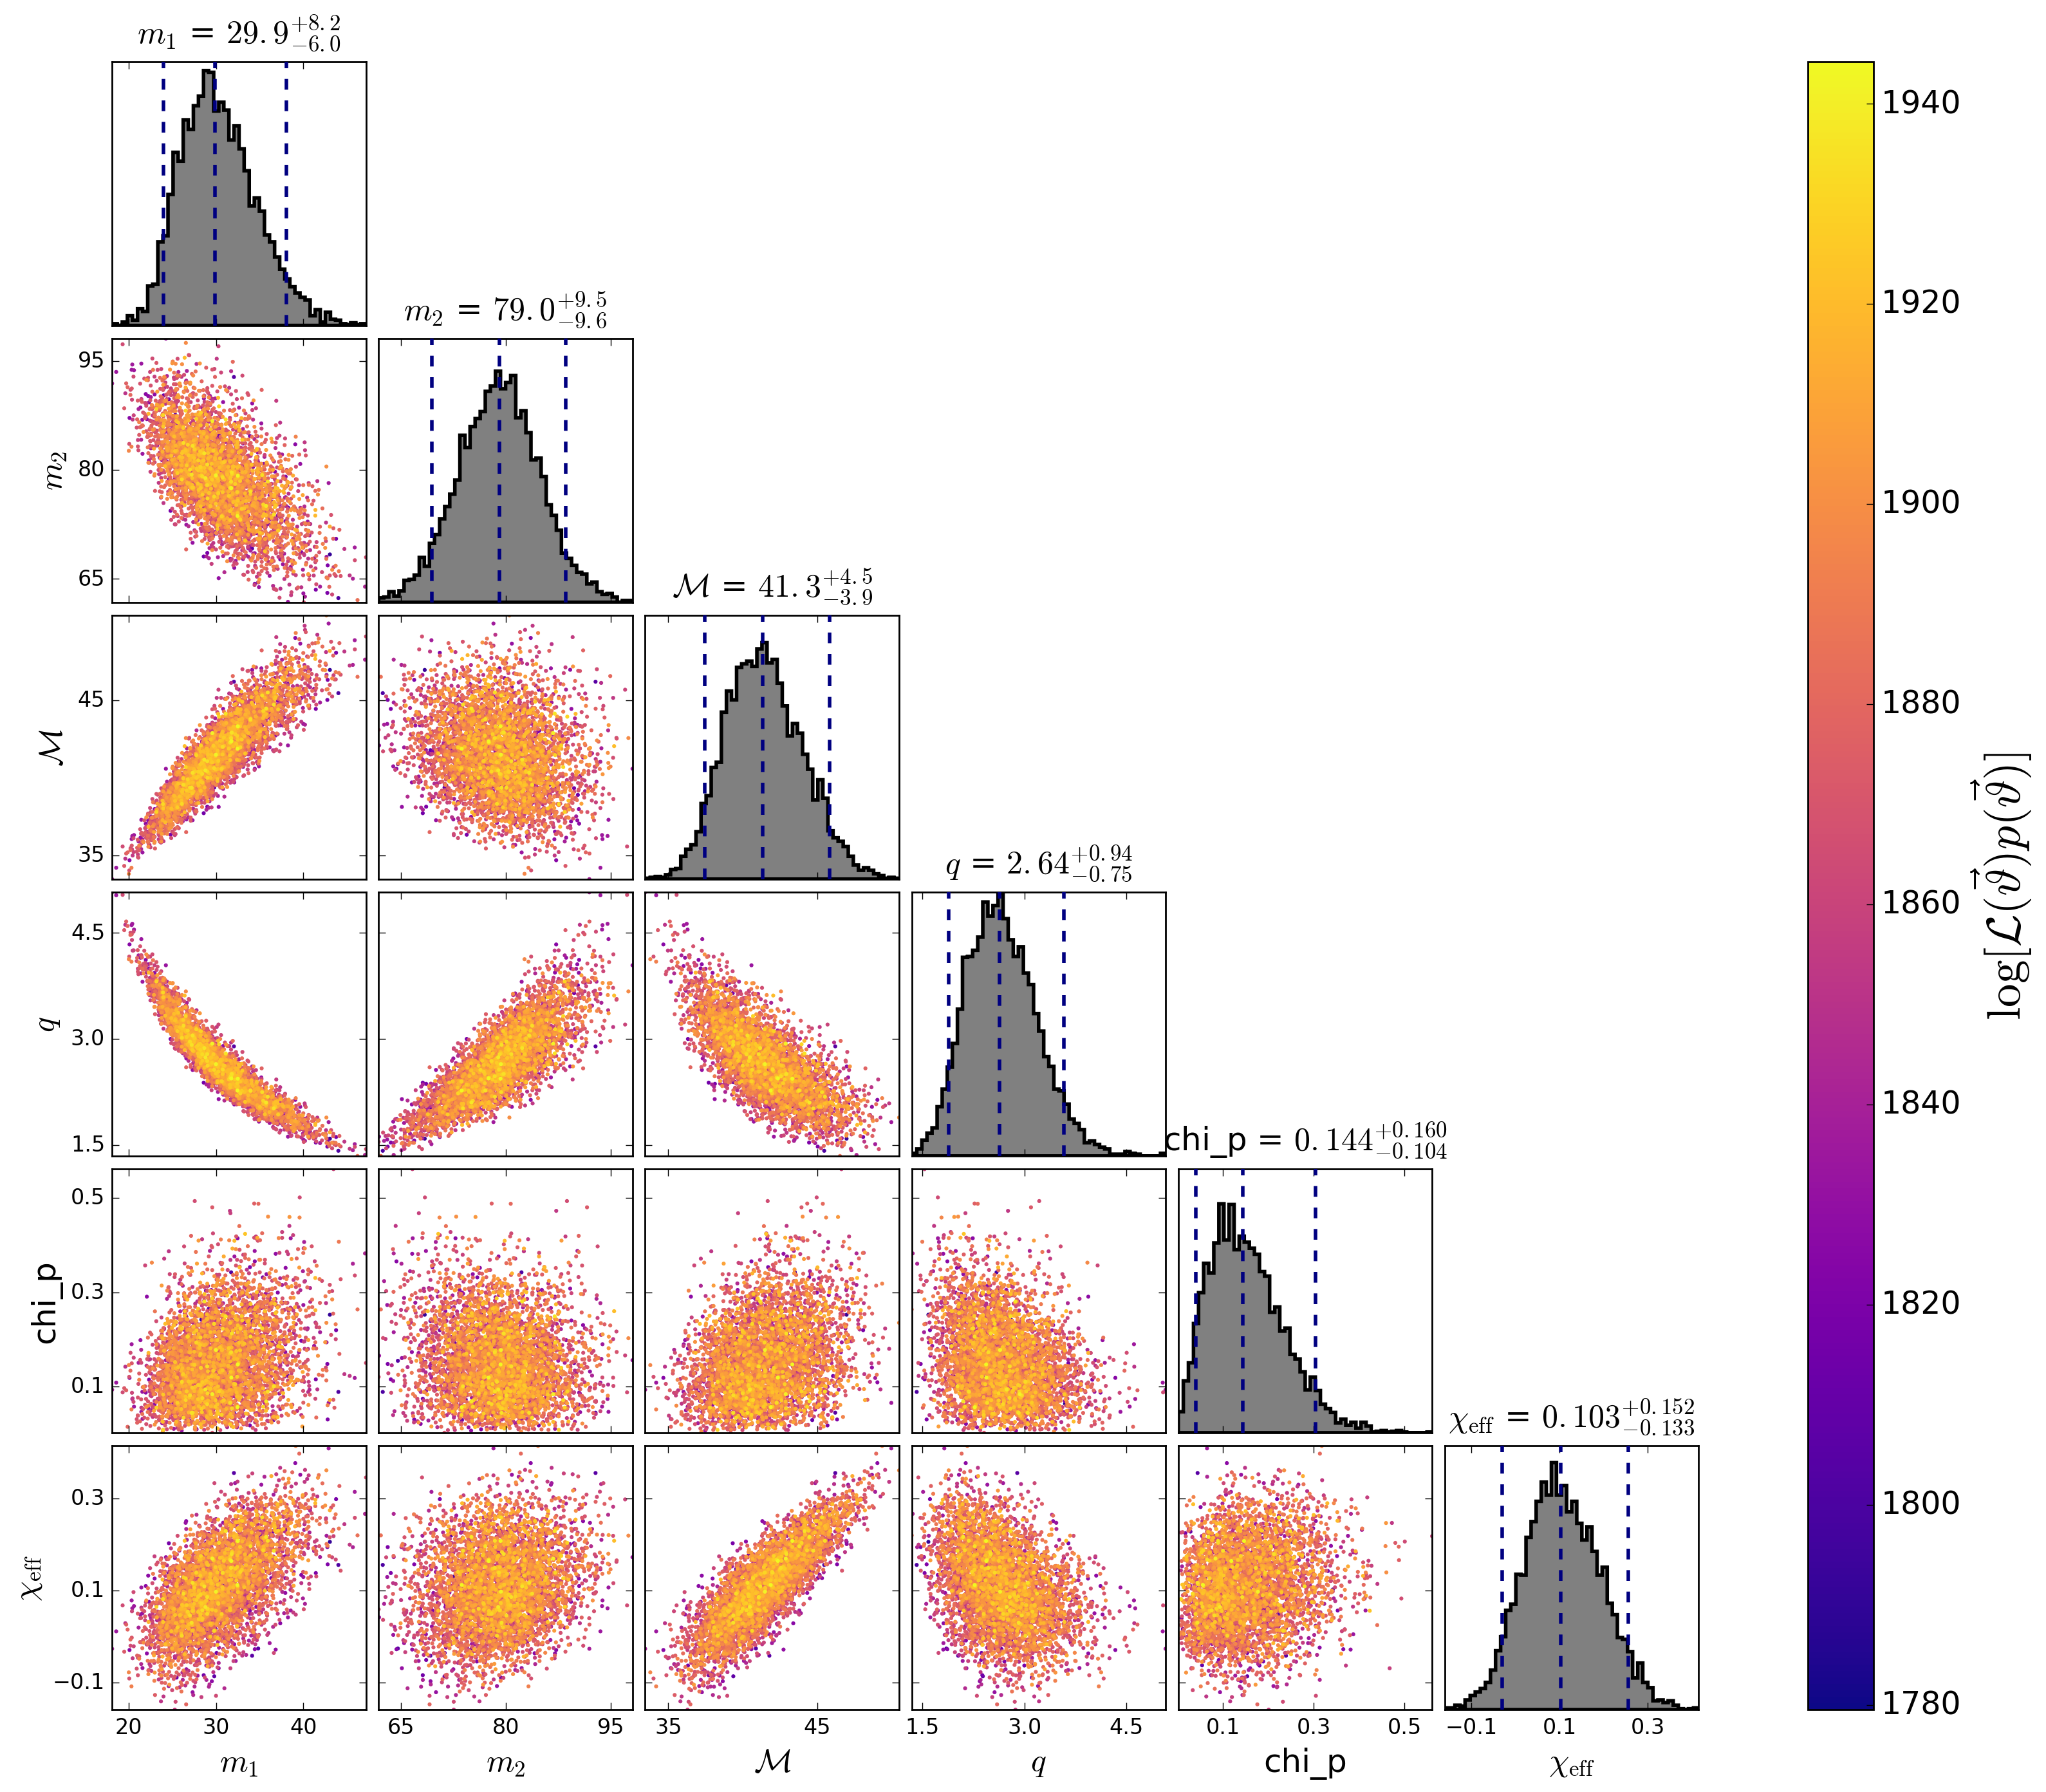 m₁ = 29.9⁺⁸·²₋₆.₀
m₂ = 79.0⁺⁹·⁵₋₉.₆
ℳ = 41.3⁺⁴·⁵₋₃.₉
q = 2.64⁺⁰·⁹⁴₋₀.₇₅
chi_p = 0.144⁺⁰·¹⁶⁰₋₀.₁₀₄
χeff = 0.103⁺⁰·¹⁵²₋₀.₁₃₃
m₂
95
80
65
ℳ
45
35
q
4.5
3.0
1.5
chi_p
0.5
0.3
0.1
χeff
0.3
0.1
−0.1
20 30 40
65 80 95
35 45
1.5 3.0 4.5
0.1 0.3 0.5
−0.1 0.1 0.3
m₁
m₂
ℳ
q
chi_p
χeff
1940
1920
1900
1880
1860
1840
1820
1800
1780
log[ℒ(ϑ⃗)p(ϑ⃗)]